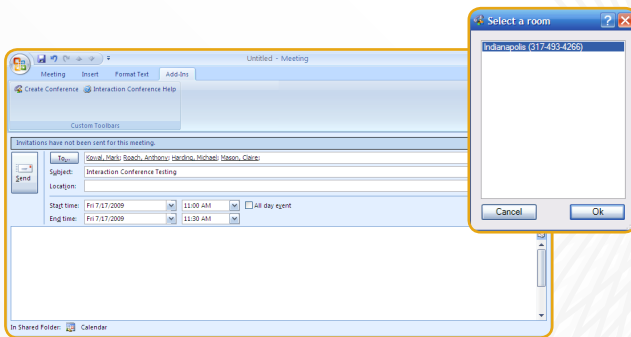 Select a room
Indianapolis (317-493-4266)
Cancel
Ok
Untitled - Meeting
Meeting Insert Format Text Add-Ins
Create Conference Interaction Conference Help
Custom Toolbars
Invitations have not been sent for this meeting.
Send
To... Kowal, Mark; Roach, Anthony; Harding, Michael; Mason, Claire;
Subject: Interaction Conference Testing
Location:
Start time: Fri 7/17/2009 11:00 AM All day event
End time: Fri 7/17/2009 11:30 AM
In Shared Folder: Calendar